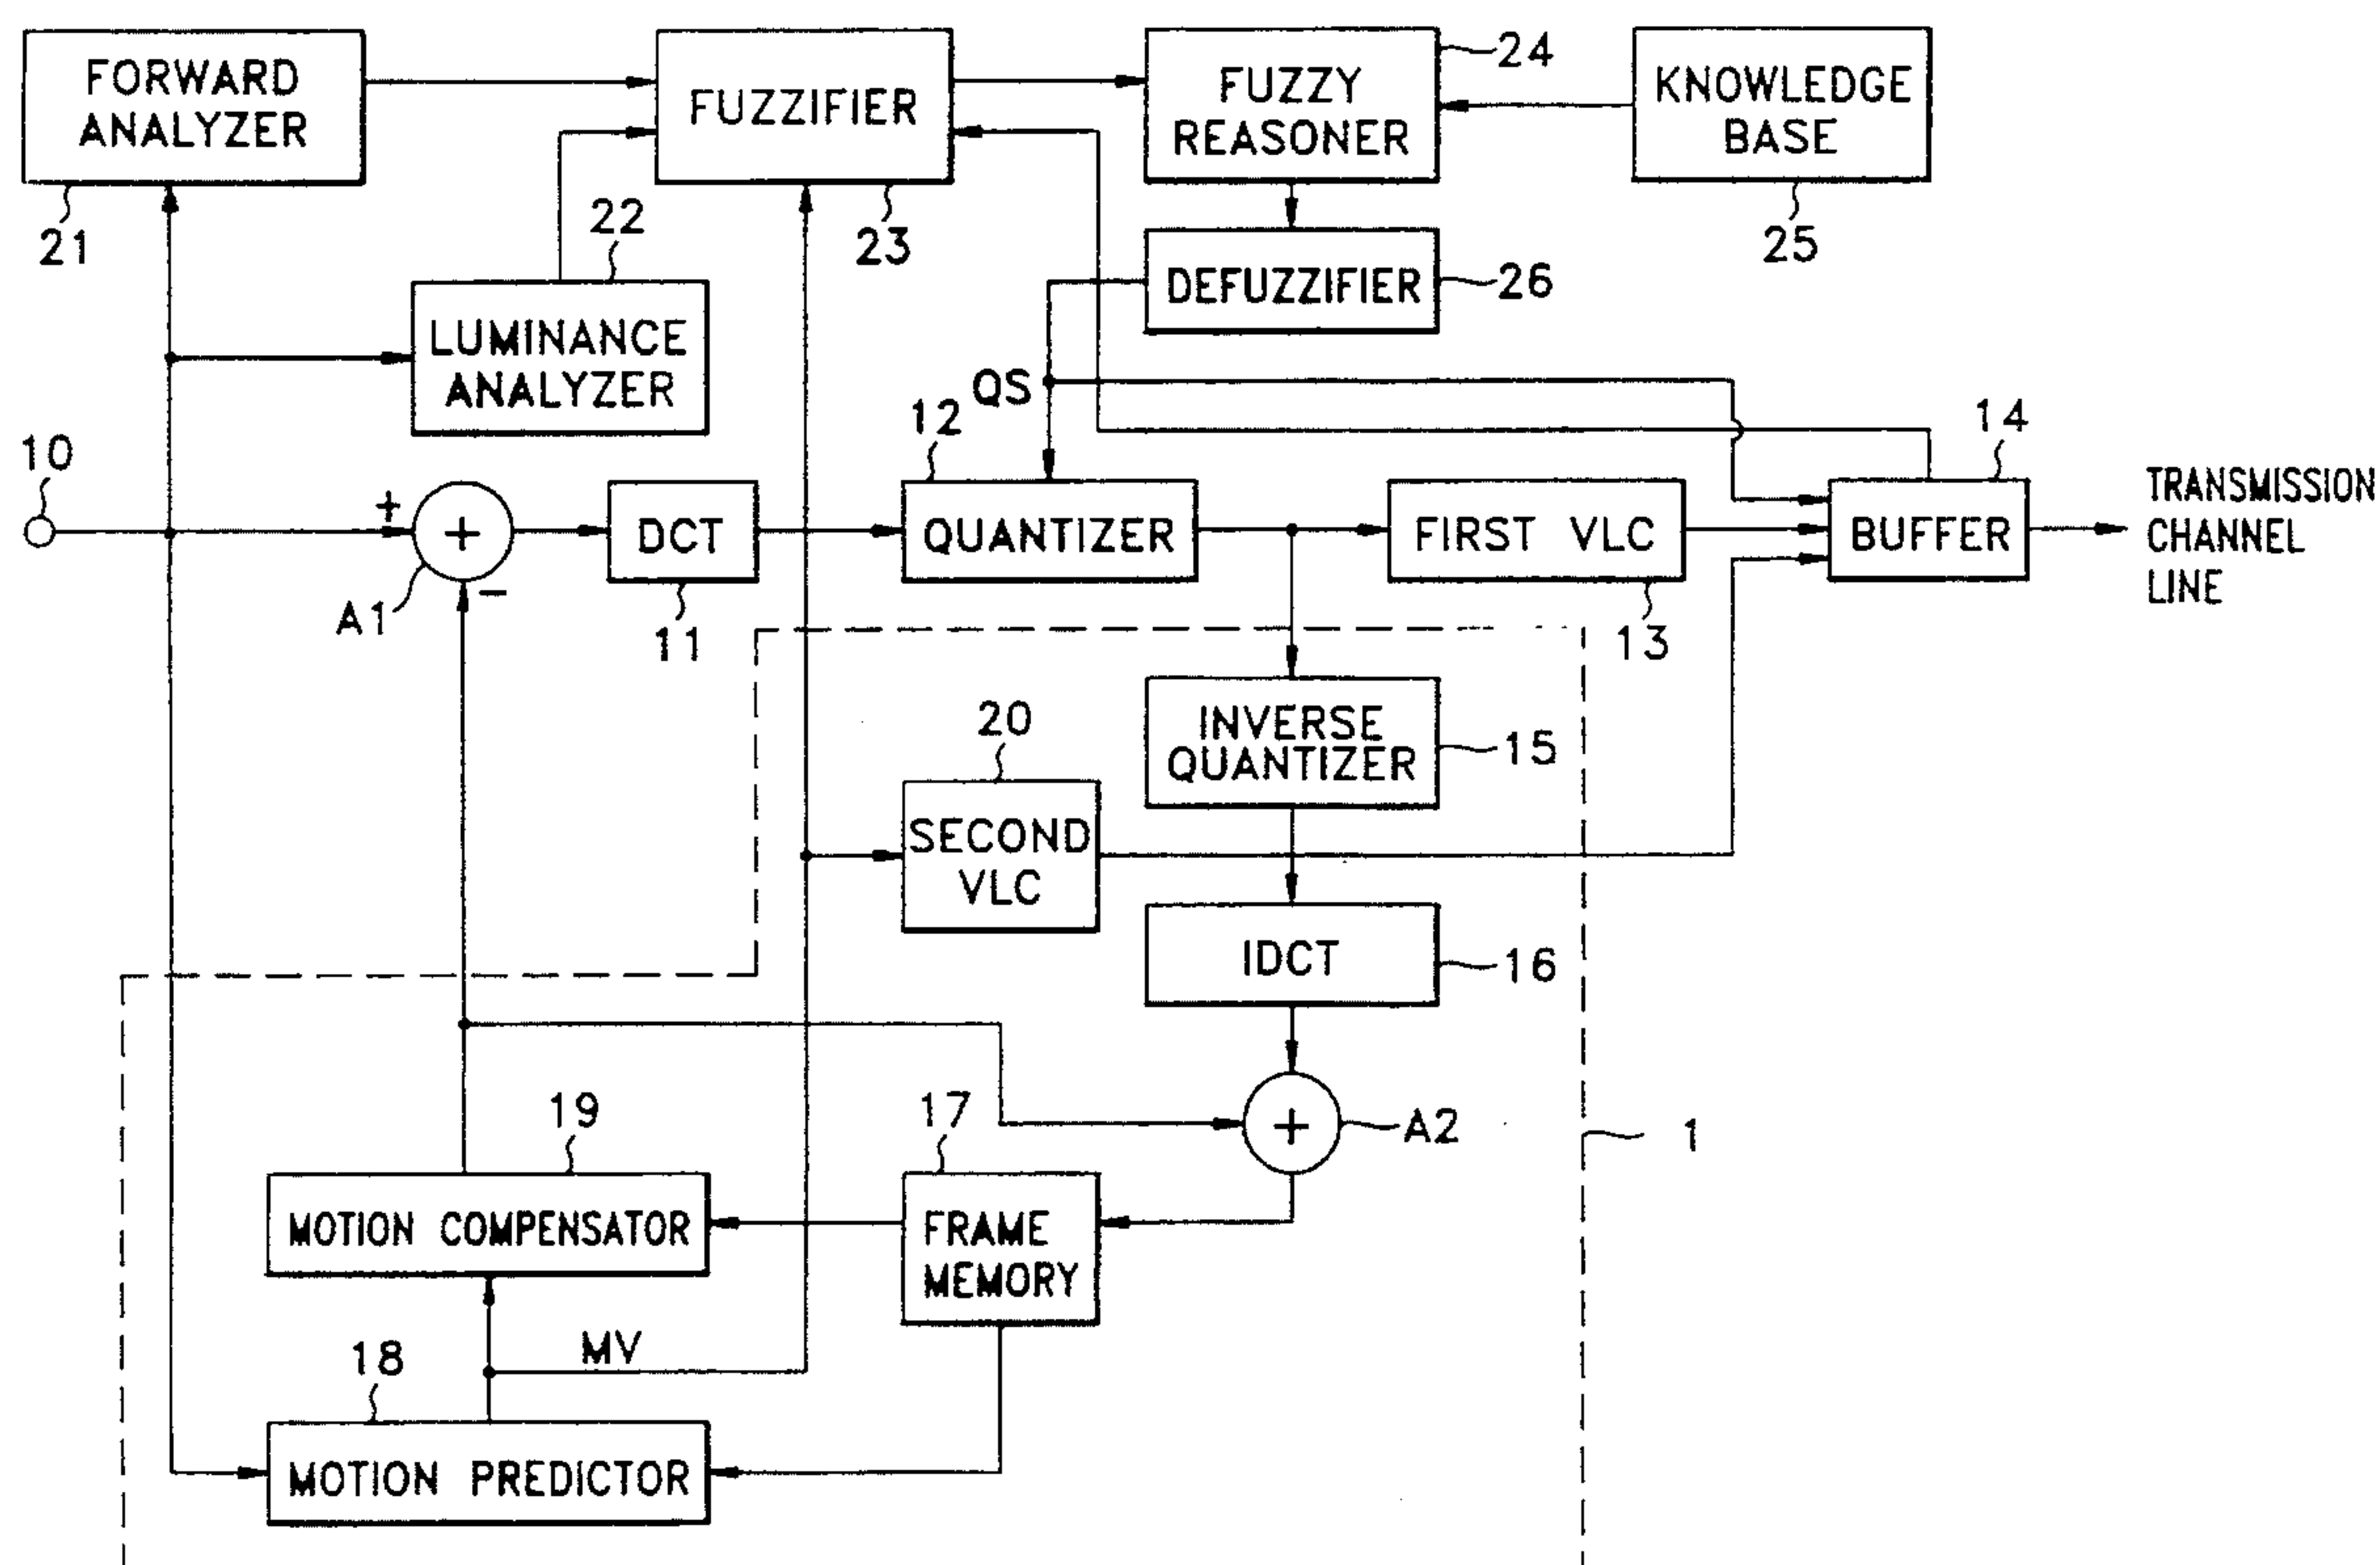 FORWARD
ANALYZER
21
FUZZIFIER
23
FUZZY
REASONER
24
KNOWLEDGE
BASE
25
22
LUMINANCE
ANALYZER
DEFUZZIFIER
26
QS
10
+
+
A1
−
DCT
11
12
QUANTIZER
FIRST VLC
13
14
BUFFER
TRANSMISSION
CHANNEL
LINE
INVERSE
QUANTIZER
15
20
SECOND
VLC
IDCT
16
+
A2
1
19
MOTION COMPENSATOR
17
FRAME
MEMORY
MV
18
MOTION PREDICTOR